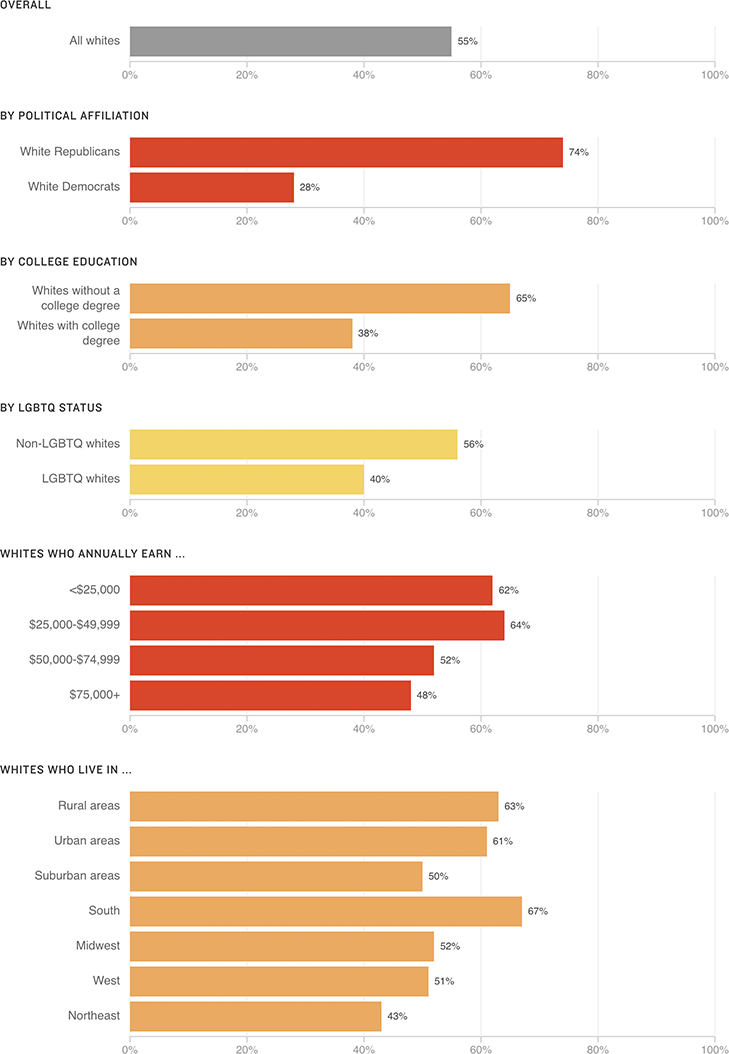 OVERALL
All whites 55%
0% 20% 40% 60% 80% 100%
BY POLITICAL AFFILIATION
White Republicans 74%
White Democrats 28%
0% 20% 40% 60% 80% 100%
BY COLLEGE EDUCATION
Whites without a
college degree 65%
Whites with college
degree 38%
0% 20% 40% 60% 80% 100%
BY LGBTQ STATUS
Non-LGBTQ whites 56%
LGBTQ whites 40%
0% 20% 40% 60% 80% 100%
WHITES WHO ANNUALLY EARN ...
<$25,000 62%
$25,000-$49,999 64%
$50,000-$74,999 52%
$75,000+ 48%
0% 20% 40% 60% 80% 100%
WHITES WHO LIVE IN ...
Rural areas 63%
Urban areas 61%
Suburban areas 50%
South 67%
Midwest 52%
West 51%
Northeast 43%
0% 20% 40% 60% 80% 100%